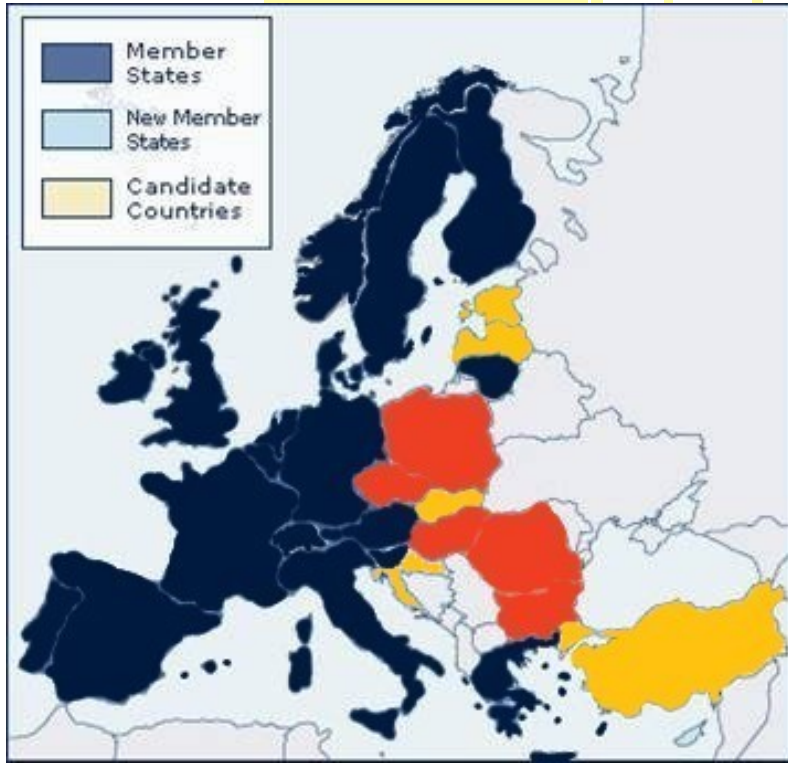 Member
States
New Member
States
Candidate
Countries